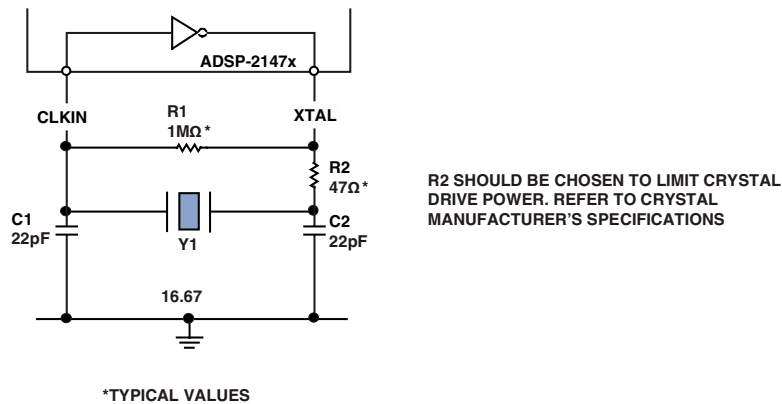 ADSP-2147x
CLKIN
XTAL
R1
1MΩ*
R2
47Ω*
C1
22pF
Y1
C2
22pF
R2 SHOULD BE CHOSEN TO LIMIT CRYSTAL
DRIVE POWER. REFER TO CRYSTAL
MANUFACTURER'S SPECIFICATIONS
16.67
*TYPICAL VALUES